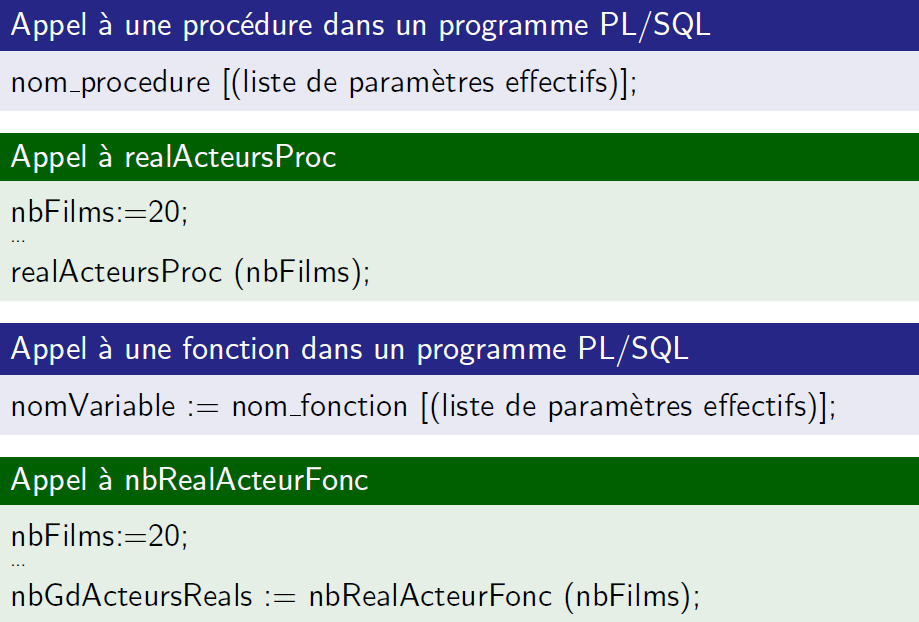 Appel à une procédure dans un programme PL/SQL
nom_procedure [(liste de paramètres effectifs)];
Appel à realActeursProc
nbFilms:=20;
...
realActeursProc (nbFilms);
Appel à une fonction dans un programme PL/SQL
nomVariable := nom_fonction [(liste de paramètres effectifs)];
Appel à nbRealActeurFonc
nbFilms:=20;
...
nbGdActeursReals := nbRealActeurFonc (nbFilms);